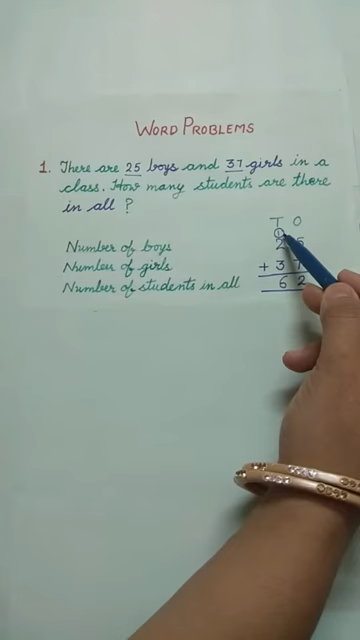 WORD PROBLEMS
1. There are 25 boys and 37 girls in a
class. How many students are there
in all ?
T O
1
Number of boys 2 5
Number of girls + 3 7
Number of students in all 6 2